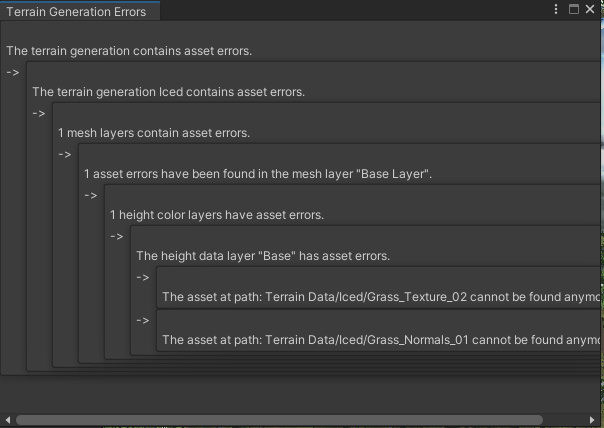 Terrain Generation Errors
The terrain generation contains asset errors.
->
The terrain generation Iced contains asset errors.
->
1 mesh layers contain asset errors.
->
1 asset errors have been found in the mesh layer "Base Layer".
->
1 height color layers have asset errors.
->
The height data layer "Base" has asset errors.
->
The asset at path: Terrain Data/Iced/Grass_Texture_02 cannot be found anymo
->
The asset at path: Terrain Data/Iced/Grass_Normals_01 cannot be found anymo